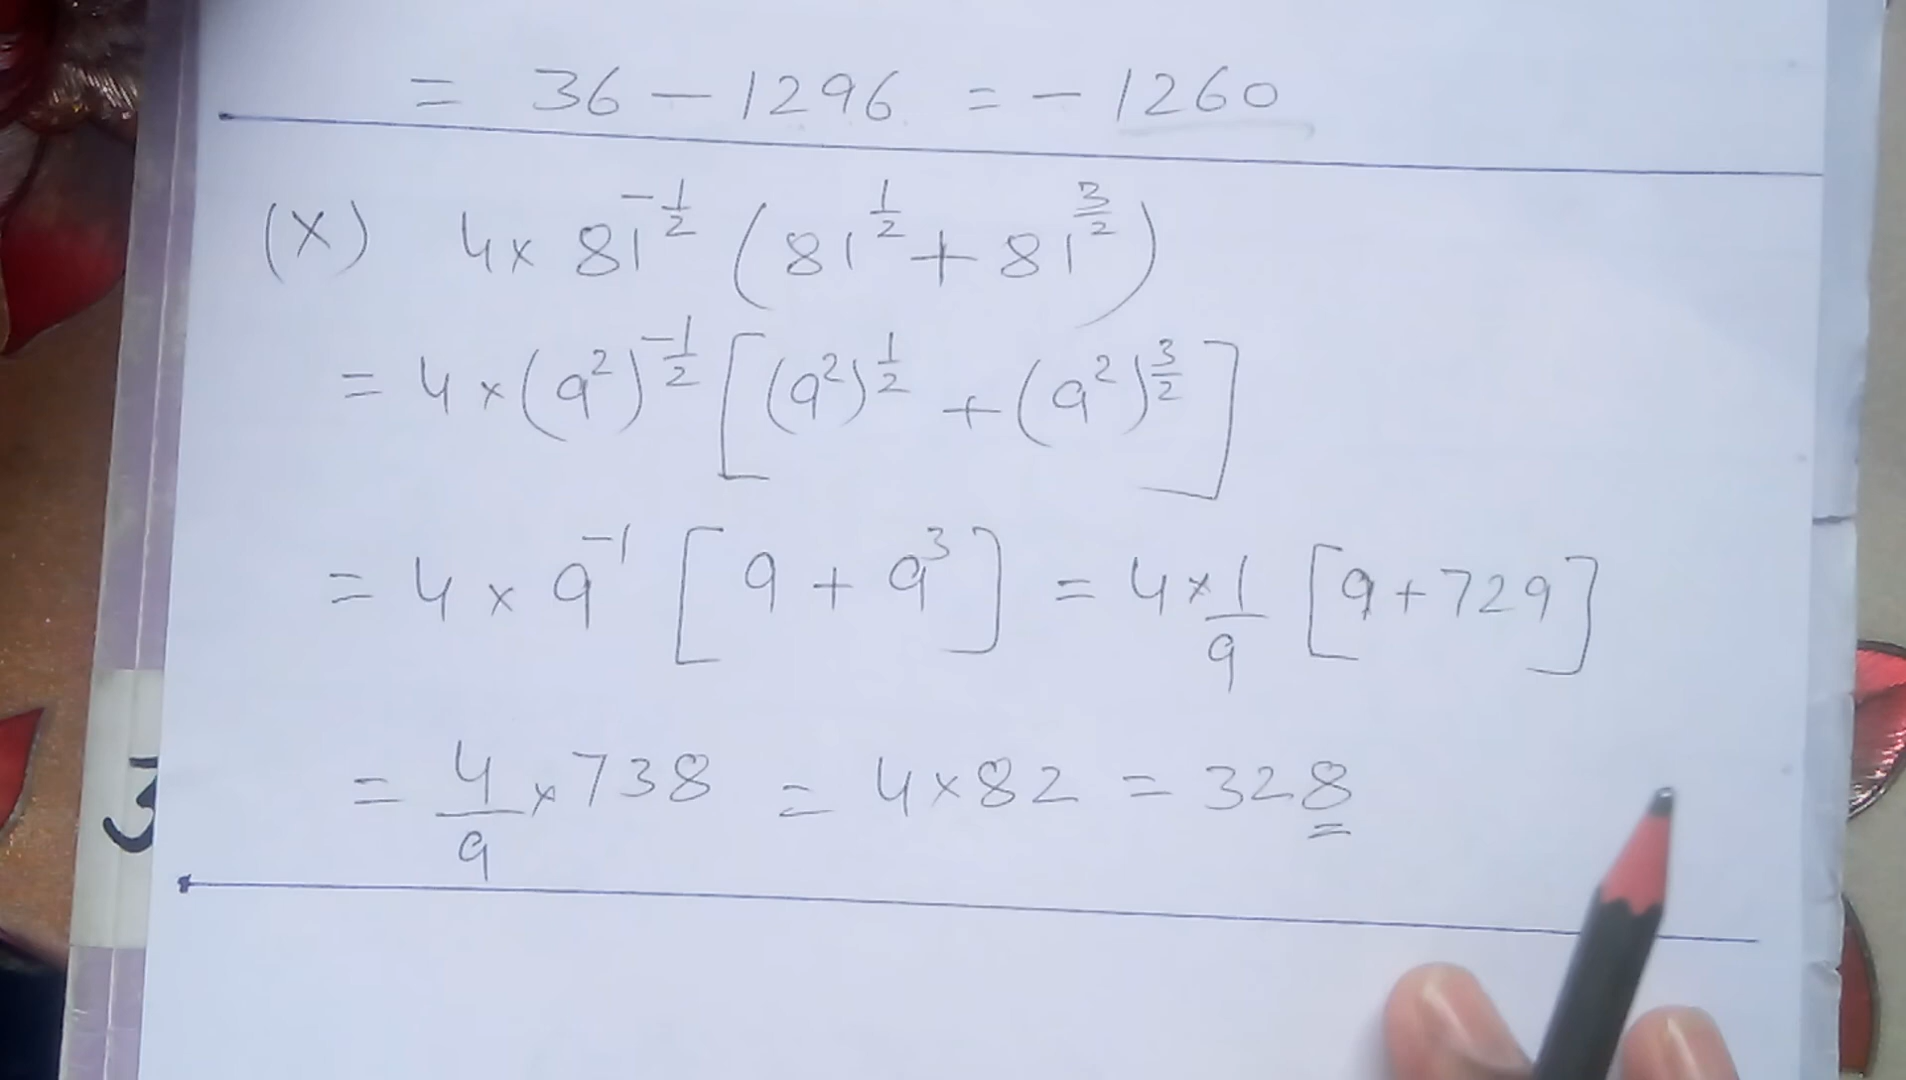 = 36 - 1296 = - 1260
(x) 4 × 81^{-1/2} (81^{1/2} + 81^{3/2})
= 4 × (9²)^{-1/2} [(9²)^{1/2} + (9²)^{3/2}]
= 4 × 9^{-1} [9 + 9³] = 4 × 1/9 [9 + 729]
= 4/9 × 738 = 4 × 82 = 328
3